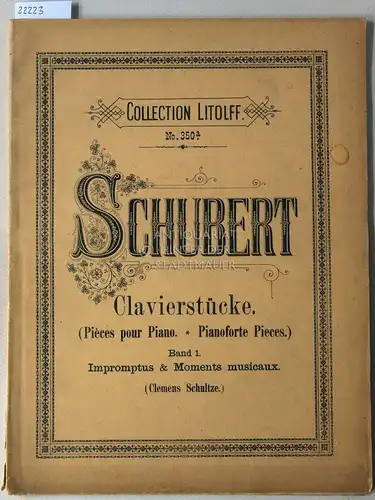 22223
COLLECTION LITOLFF.
No. 350a
SCHUBERT
STADTMAUER
Clavierstücke.
(Pièces pour Piano. * Pianoforte Pieces.)
Band 1.
Impromptus & Moments musicaux.
(Clemens Schultze.)